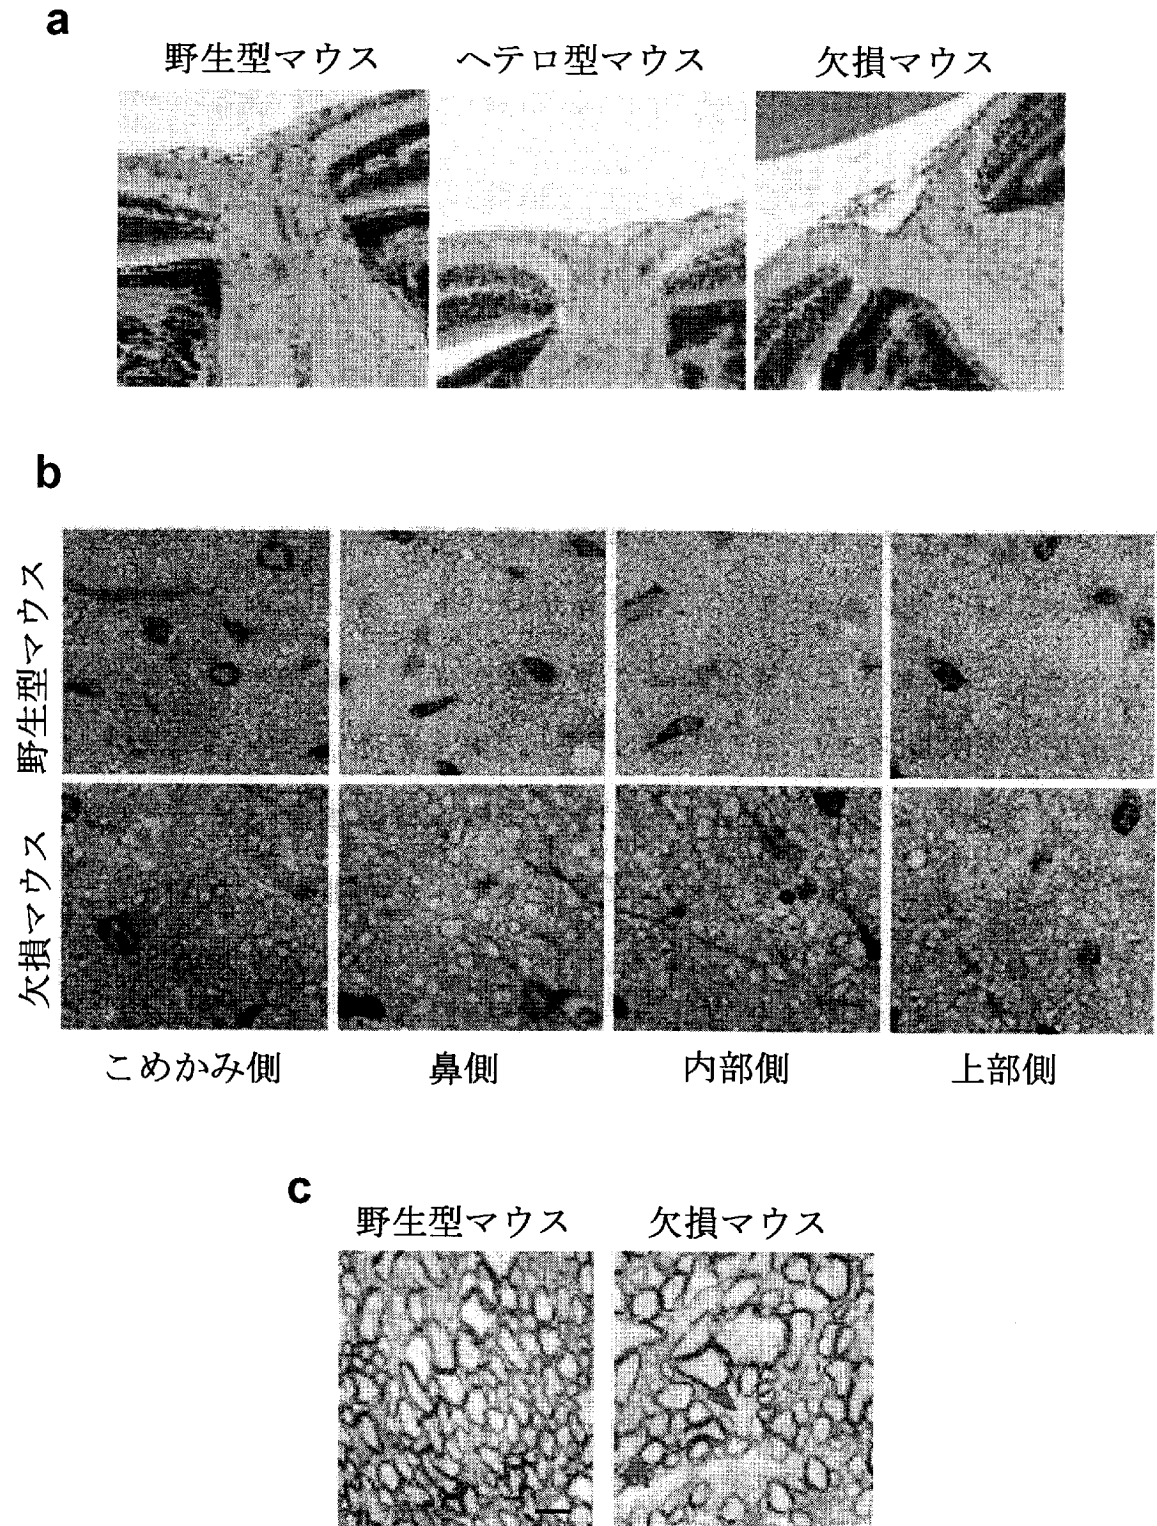 a
野生型マウス ヘテロ型マウス 欠損マウス
b
野生型マウス
欠損マウス
こめかみ側 鼻側 内部側 上部側
c
野生型マウス 欠損マウス